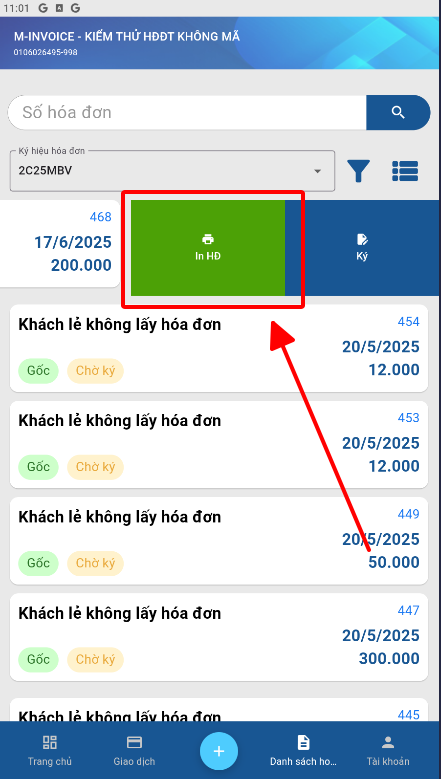 11:01 G A G
M-INVOICE - KIỂM THỬ HĐĐT KHÔNG MÃ
0106026495-998
Số hóa đơn
Ký hiệu hóa đơn
2C25MBV
468
17/6/2025
200.000
In HĐ
Ký
Khách lẻ không lấy hóa đơn
454
20/5/2025
Gốc
Chờ ký
12.000
Khách lẻ không lấy hóa đơn
453
20/5/2025
Gốc
Chờ ký
12.000
Khách lẻ không lấy hóa đơn
449
20/5/2025
Gốc
Chờ ký
50.000
Khách lẻ không lấy hóa đơn
447
20/5/2025
Gốc
Chờ ký
300.000
Khách lẻ không lấy hóa đơn
445
Trang chủ
Giao dịch
Danh sách ho...
Tài khoản